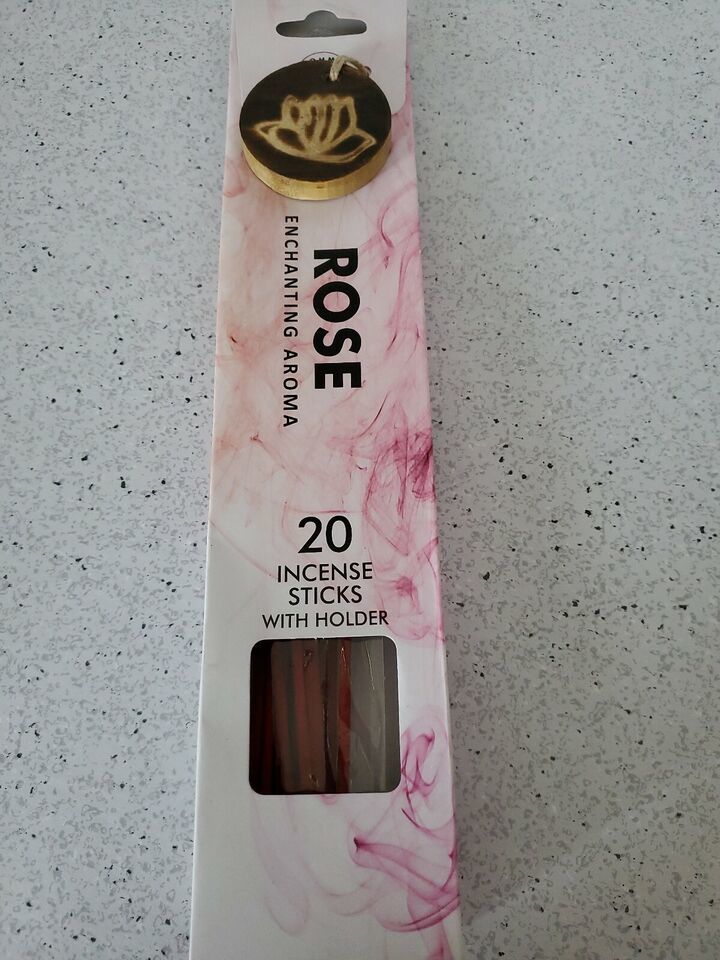 ROSE
ENCHANTING AROMA
20
INCENSE
STICKS
WITH HOLDER